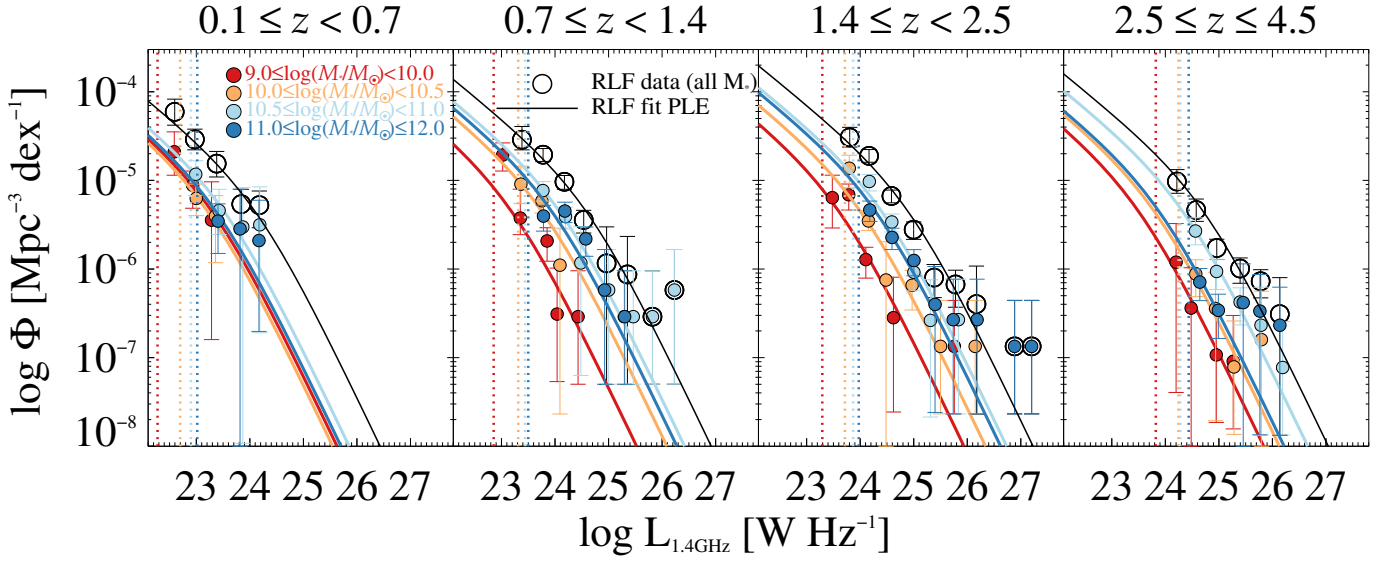 0.1 ≤ z < 0.7
0.7 ≤ z < 1.4
1.4 ≤ z < 2.5
2.5 ≤ z ≤ 4.5
9.0≤log(M*/M⊙)<10.0
10.0≤log(M*/M⊙)<10.5
10.5≤log(M*/M⊙)<11.0
11.0≤log(M*/M⊙)≤12.0
RLF data (all M*)
RLF fit PLE
10⁻⁴
10⁻⁵
10⁻⁶
10⁻⁷
10⁻⁸
log Φ [Mpc⁻³ dex⁻¹]
23 24 25 26 27
23 24 25 26 27
23 24 25 26 27
23 24 25 26 27
log L1.4GHz [W Hz⁻¹]